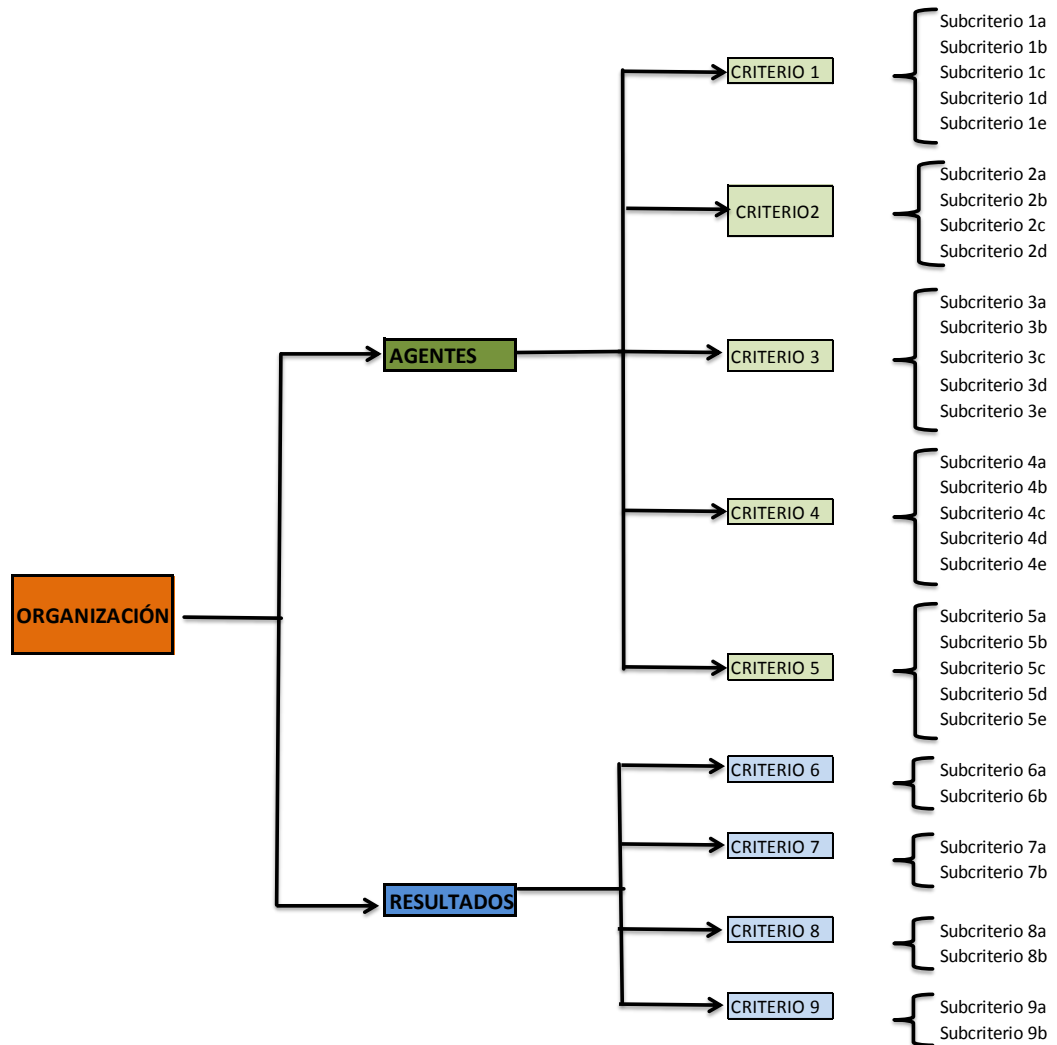 Subcriterio 1a
Subcriterio 1b
CRITERIO 1
Subcriterio 1c
Subcriterio 1d
Subcriterio 1e
Subcriterio 2a
Subcriterio 2b
CRITERIO2
Subcriterio 2c
Subcriterio 2d
Subcriterio 3a
Subcriterio 3b
AGENTES
CRITERIO 3
Subcriterio 3c
Subcriterio 3d
Subcriterio 3e
Subcriterio 4a
Subcriterio 4b
CRITERIO 4
Subcriterio 4c
Subcriterio 4d
Subcriterio 4e
ORGANIZACIÓN
Subcriterio 5a
Subcriterio 5b
CRITERIO 5
Subcriterio 5c
Subcriterio 5d
Subcriterio 5e
CRITERIO 6
Subcriterio 6a
Subcriterio 6b
CRITERIO 7
Subcriterio 7a
Subcriterio 7b
RESULTADOS
CRITERIO 8
Subcriterio 8a
Subcriterio 8b
CRITERIO 9
Subcriterio 9a
Subcriterio 9b